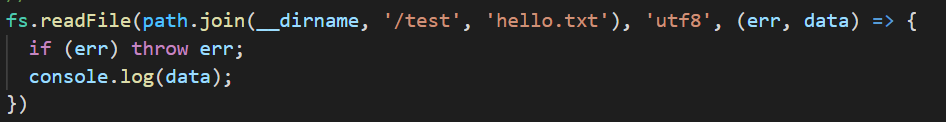 fs.readFile(path.join(__dirname, '/test', 'hello.txt'), 'utf8', (err, data) => {
  if (err) throw err;
  console.log(data);
})